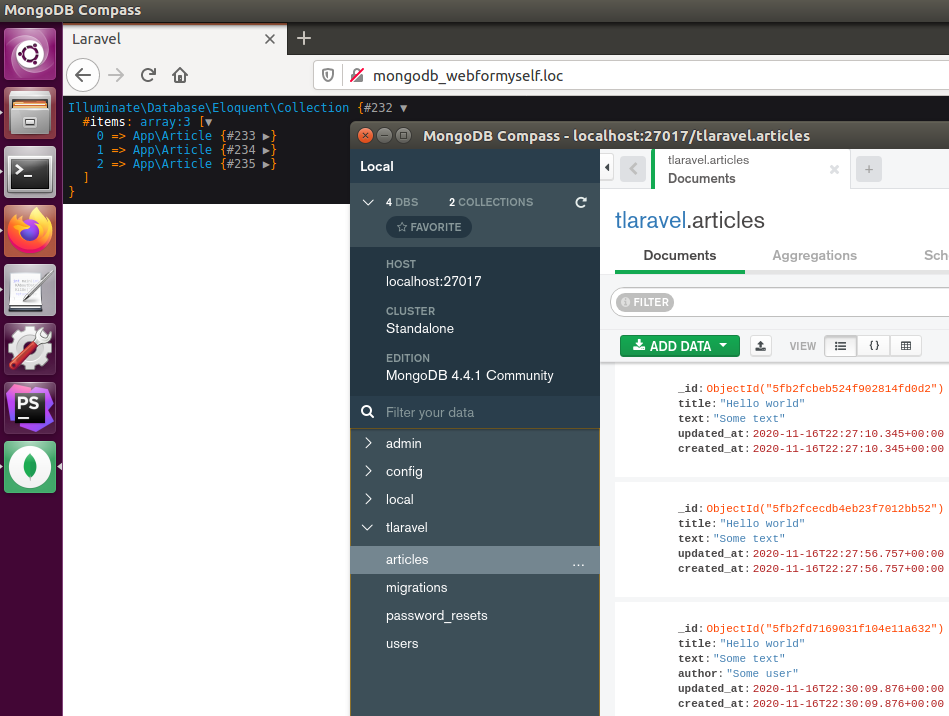 MongoDB Compass
Laravel
mongodb_webformyself.loc
Illuminate\Database\Eloquent\Collection {#232 ▼
#items: array:3 [▼
0 => App\Article {#233 ▶}
1 => App\Article {#234 ▶}
2 => App\Article {#235 ▶}
]
}
PS
MongoDB Compass - localhost:27017/tlaravel.articles
Local
4 DBS 2 COLLECTIONS
FAVORITE
HOST
localhost:27017
CLUSTER
Standalone
EDITION
MongoDB 4.4.1 Community
Filter your data
admin
config
local
tlaravel
articles ...
migrations
password_resets
users
tlaravel.articles
Documents
tlaravel.articles
Documents Aggregations Sch
FILTER
ADD DATA VIEW {}
_id: ObjectId("5fb2fcbeb524f902814fd0d2")
title: "Hello world"
text: "Some text"
updated_at: 2020-11-16T22:27:10.345+00:00
created_at: 2020-11-16T22:27:10.345+00:00
_id: ObjectId("5fb2fcecdb4eb23f7012bb52")
title: "Hello world"
text: "Some text"
updated_at: 2020-11-16T22:27:56.757+00:00
created_at: 2020-11-16T22:27:56.757+00:00
_id: ObjectId("5fb2fd7169031f104e11a632")
title: "Hello world"
text: "Some text"
author: "Some user"
updated_at: 2020-11-16T22:30:09.876+00:00
created_at: 2020-11-16T22:30:09.876+00:00